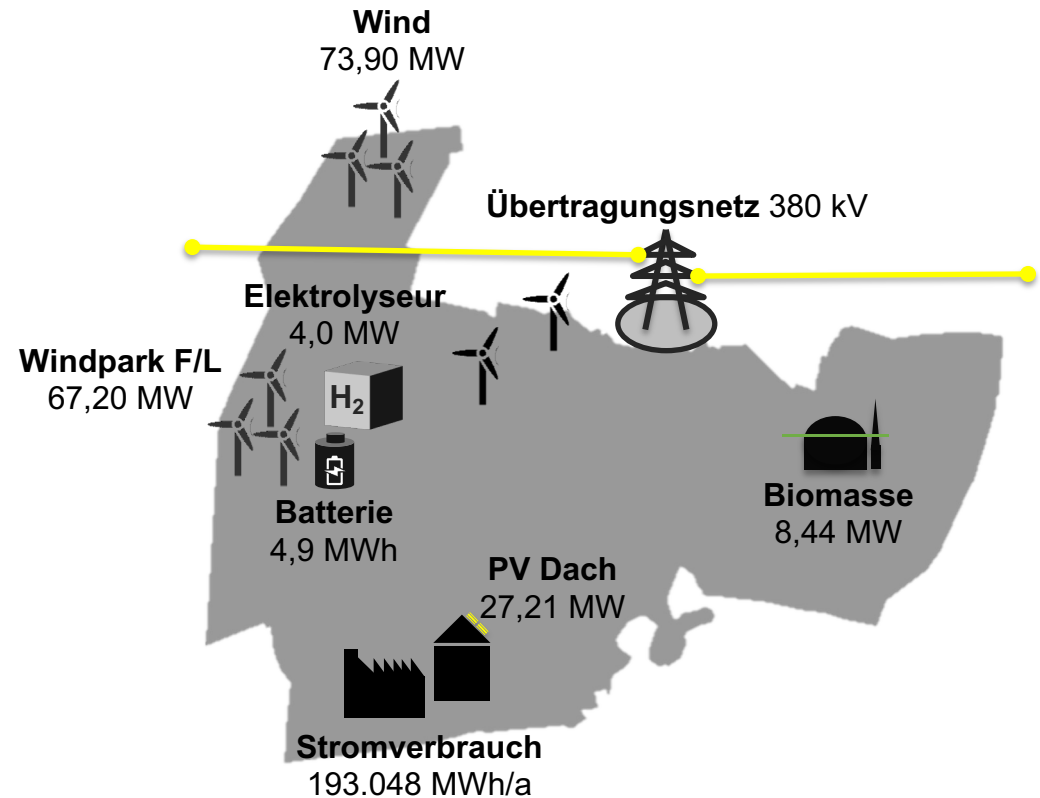 Wind
73,90 MW
Übertragungsnetz 380 kV
Elektrolyseur
4,0 MW
Windpark F/L
67,20 MW
H₂
Batterie
4,9 MWh
Biomasse
8,44 MW
PV Dach
27,21 MW
Stromverbrauch
193.048 MWh/a